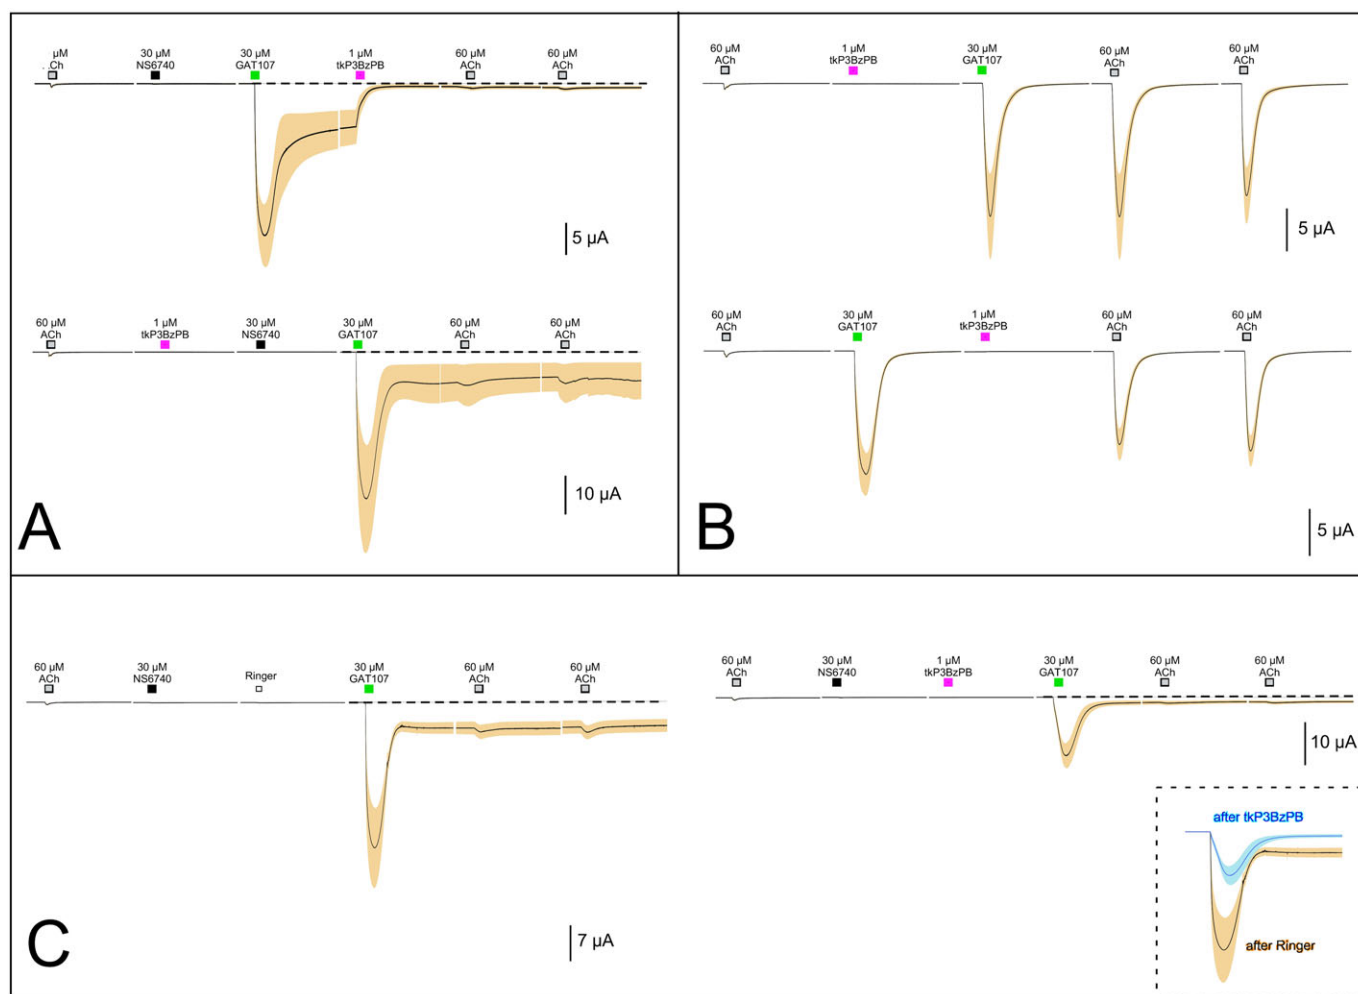 µM 30 µM 30 µM 1 µM 60 µM 60 µM
Ch NS6740 GAT107 tkP3BzPB ACh ACh
5 µA
60 µM 1 µM 30 µM 30 µM 60 µM 60 µM
ACh tkP3BzPB NS6740 GAT107 ACh ACh
10 µA
A
60 µM 1 µM 30 µM 60 µM 60 µM
ACh tkP3BzPB GAT107 ACh ACh
5 µA
60 µM 30 µM 1 µM 60 µM 60 µM
ACh GAT107 tkP3BzPB ACh ACh
5 µA
B
60 µM 30 µM Ringer 30 µM 60 µM 60 µM
ACh NS6740 GAT107 ACh ACh
7 µA
C
60 µM 30 µM 1 µM 30 µM 60 µM 60 µM
ACh NS6740 tkP3BzPB GAT107 ACh ACh
10 µA
after tkP3BzPB
after Ringer